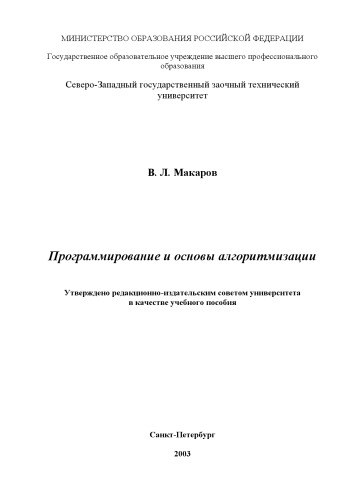 МИНИСТЕРСТВО ОБРАЗОВАНИЯ РОССИЙСКОЙ ФЕДЕРАЦИИ
Государственное образовательное учреждение высшего профессионального
образования
Северо-Западный государственный заочный технический
университет
В. Л. Макаров
Программирование и основы алгоритмизации
Утверждено редакционно-издательским советом университета
в качестве учебного пособия
Санкт-Петербург
2003